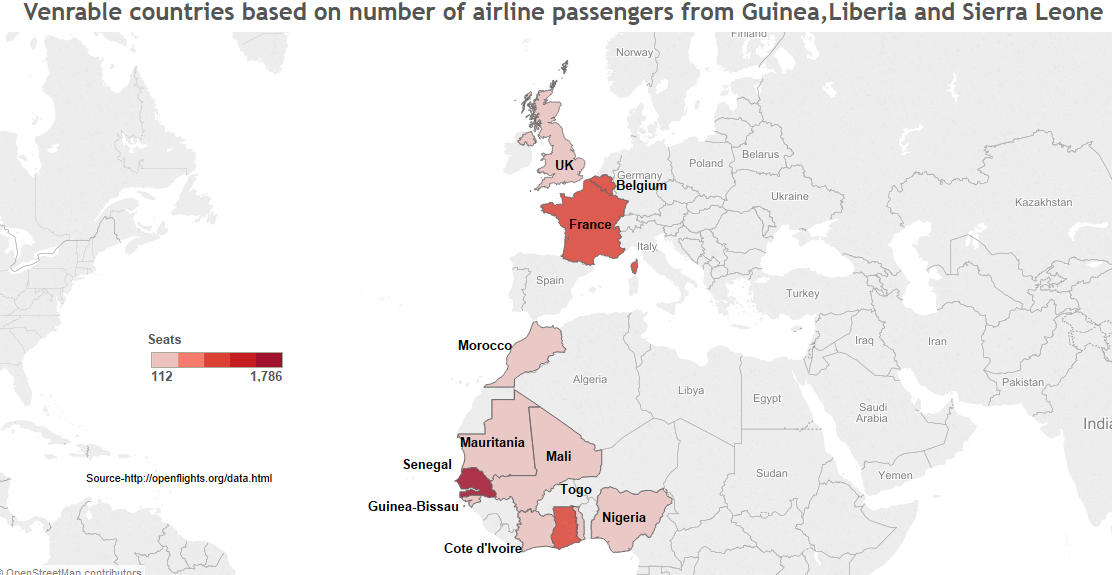 Venrable countries based on number of airline passengers from Guinea,Liberia and Sierra Leone
Finland
Norway
UK
Poland
Belarus
Germany
Belgium
Ukraine
Kazakhstan
France
Italy
Spain
Turkey
Seats
112
1,786
Morocco
Iraq
Iran
Algeria
Libya
Egypt
Pakistan
Saudi
Arabia
India
Mauritania
Mali
Senegal
Source-http://openflights.org/data.html
Sudan
Yemen
Togo
Guinea-Bissau
Nigeria
Cote d'Ivoire
© OpenStreetMap contributors